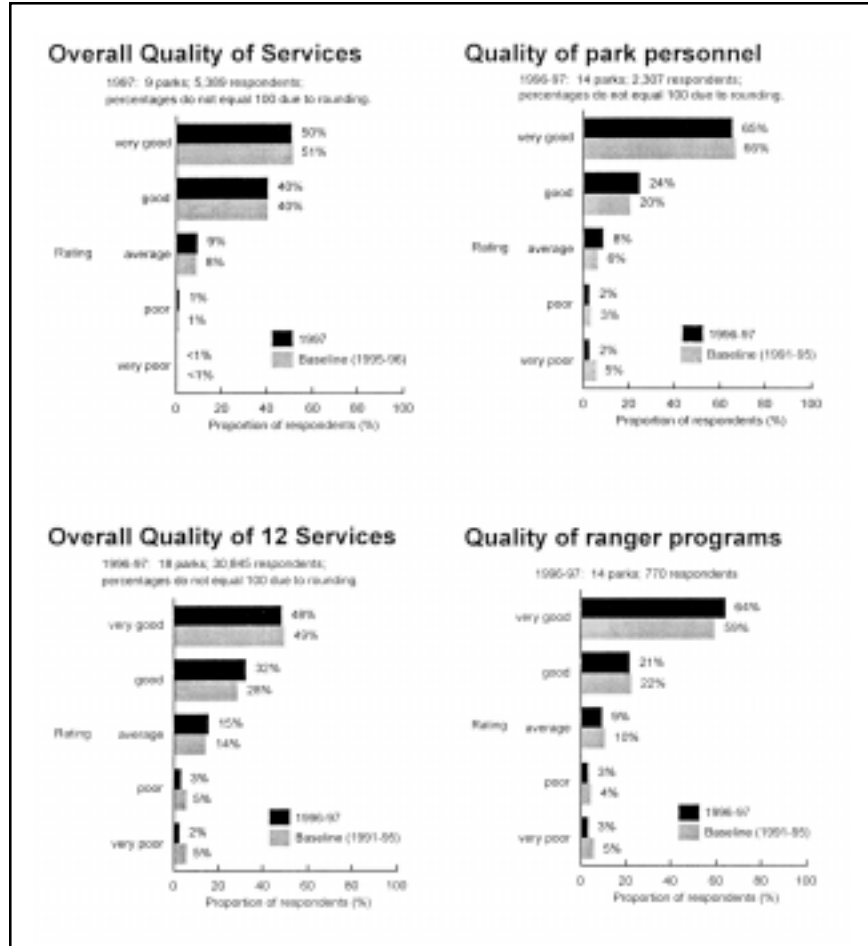 Overall Quality of Services
1997: 9 parks; 5,389 respondents;
percentages do not equal 100 due to rounding.
very good
50%
51%
good
40%
40%
Rating
average
9%
8%
poor
1%
1%
very poor
<1%
<1%
1997
Baseline (1995-96)
0 20 40 60 80 100
Proportion of respondents (%)
Quality of park personnel
1996-97: 14 parks; 2,307 respondents;
percentages do not equal 100 due to rounding.
very good
65%
66%
good
24%
20%
Rating
average
8%
6%
poor
2%
3%
very poor
2%
5%
1996-97
Baseline (1991-95)
0 20 40 60 80 100
Proportion of respondents (%)
Overall Quality of 12 Services
1996-97: 18 parks; 30,845 respondents;
percentages do not equal 100 due to rounding
very good
48%
49%
good
32%
28%
Rating
average
15%
14%
poor
3%
5%
very poor
2%
5%
1996-97
Baseline (1991-95)
0 20 40 60 80 100
Proportion of respondents (%)
Quality of ranger programs
1996-97: 14 parks; 770 respondents
very good
64%
59%
good
21%
22%
Rating
average
9%
10%
poor
3%
4%
very poor
3%
5%
1996-97
Baseline (1991-95)
0 20 40 60 80 100
Proportion of respondents (%)